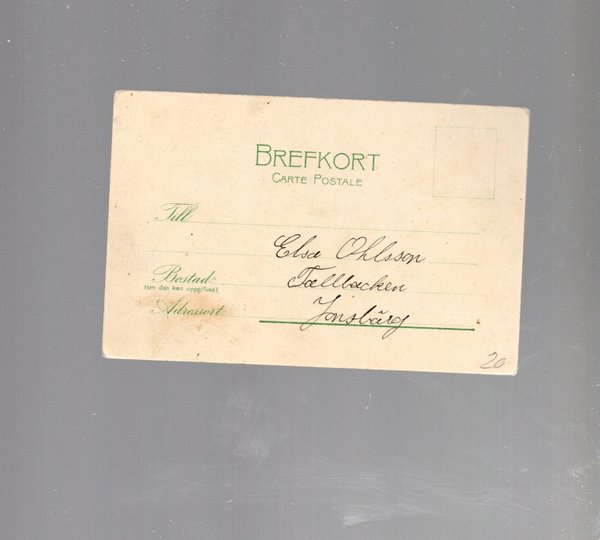 BREFKORT
CARTE POSTALE
Till
Elsa Ohlsson
Bostad:
Tallbacken
(om den kan uppgifvas)
Adressort:
Jonsbärg
20